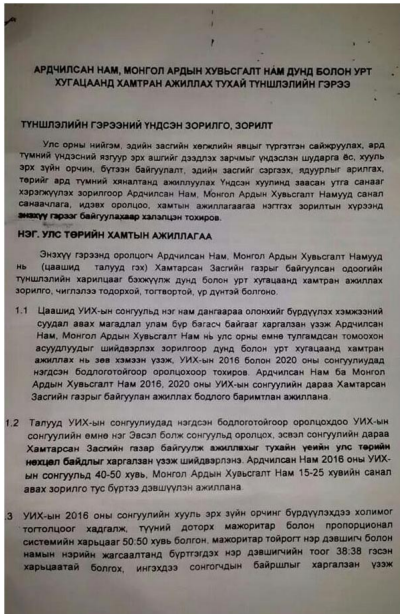 АРДЧИЛСАН НАМ, МОНГОЛ АРДЫН ХУВЬСГАЛТ НАМ ДУНД БОЛОН УРТ
ХУГАЦААНД ХАМТРАН АЖИЛЛАХ ТУХАЙ ТҮНШЛЭЛИЙН ГЭРЭЭ
ТҮНШЛЭЛИЙН ГЭРЭЭНИЙ ҮНДСЭН ЗОРИЛГО, ЗОРИЛТ
Улс орны нийгэм, эдийн засгийн хөгжлийн явцыг түргэтгэн сайжруулах, ард
түмний үндэсний язгуур эрх ашгийг дээдлэх зарчмыг үндэслэн шударга ёс, хууль
эрх зүйн орчин, бүтээн байгуулалт, эдийн засгийг сэргээх, ядуурлыг арилгах,
төрийг ард түмний хяналтанд ажиллуулах Үндсэн хуулинд заасан утга санааг
хэрэгжүүлэх зорилгоор Ардчилсан Нам, Монгол Ардын Хувьсгалт Намууд санал
санаачлага, идэвх оролцоо, хамтын ажиллагаагаа нэгтгэх зорилтын хүрээнд
энэхүү гэрээг байгуулахаар хэлэлцэн тохиров.
НЭГ. УЛС ТӨРИЙН ХАМТЫН АЖИЛЛАГАА
Энэхүү гэрээнд оролцогч Ардчилсан Нам, Монгол Ардын Хувьсгалт Намууд
нь (цаашид талууд гэх) Хамтарсан Засгийн газрыг байгуулсан одоогийн
түншлэлийн харилцааг бэхжүүлж дунд болон урт хугацаанд хамтран ажиллах
зорилго, чиглэлээ тодорхой, тогтвортой, үр дүнтэй болгоно.
1.1 Цаашид УИХ-ын сонгуульд нэг нам дангаараа олонхийг бүрдүүлэх хэмжээний
суудал авах магадлал улам бүр багасч байгааг харгалзан үзэж Ардчилсан
Нам, Монгол Ардын Хувьсгалт Нам нь улс орны өмнө тулгамдсан томоохон
асуудлуудыг шийдвэрлэх зорилгоор дунд болон урт хугацаанд хамтран
ажиллах нь зөв хэмээн үзэж, УИХ-ын 2016 болон 2020 оны сонгуулиудад
нэгдсэн бодлоготойгоор оролцохоор тохиров. Ардчилсан Нам ба Монгол
Ардын Хувьсгалт Нам 2016, 2020 оны УИХ-ын сонгуулийн дараа Хамтарсан
Засгийн газрыг байгуулан ажиллах бодлого баримтлан ажиллана.
1.2 Талууд УИХ-ын сонгуулиудад нэгдсэн бодлоготойгоор оролцохдоо УИХ-ын
сонгуулийн өмнө нэг Эвсэл болж сонгуульд оролцох, эсвэл сонгуулийн дараа
Хамтарсан Засгийн газар байгуулж ажиллахыг тухайн үеийн улс төрийн
нөхцөл байдлыг харгалзан үзэж шийдвэрлэнэ. Ардчилсан Нам 2016 оны УИХ-
ын сонгуульд 40-50 хувь, Монгол Ардын Хувьсгалт Нам 15-25 хувийн санал
авах зорилго тус бүртээ дэвшүүлэн ажиллана.
.3 УИХ-ын 2016 оны сонгуулийн хууль эрх зүйн орчинг бүрдүүлэхдээ холимог
тогтолцоог хадгалж, түүний доторх мажоритар болон пропорционал
системийн харьцааг 50:50 хувь болгон, мажоритар тойрогт нэр дэвшигч болон
намын нэрийн жагсаалтанд бүртгэгдэх нэр дэвшигчийн тоог 38:38 гэсэн
харьцаатай болгох, ингэхдээ сонгогчдын байршлыг харгалзан үзэж